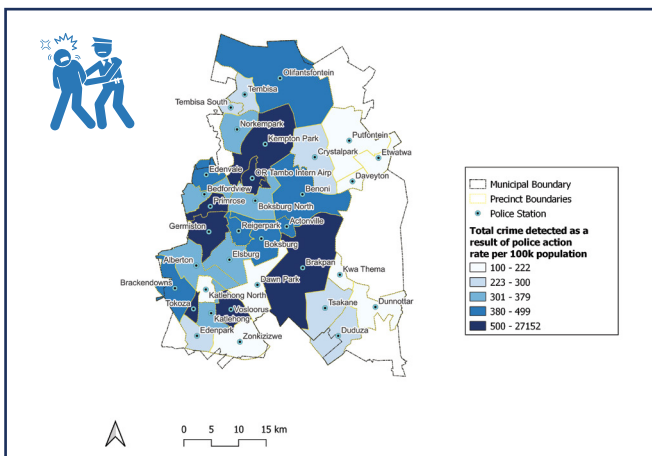 Olifantsfontein
Tembisa
Tembisa South
Norkempark
Kempton Park
Putfontein
Crystalpark
Etwatwa
Edenvale
OR Tambo Intern Airp
Daveyton
Bedfordview
Benoni
Primrose
Boksburg North
Germiston
Reigerpark
Actonville
Boksburg
Elsburg
Alberton
Brakpan
Kwa Thema
Brackendowns
Dawn Park
Katlehong North
Dunnottar
Tokoza
Vosloorus
Tsakane
Katlehong
Edenpark
Zonkizizwe
Duduza
Municipal Boundary
Precinct Boundaries
Police Station
Total crime detected as a
result of police action
rate per 100k population
100 - 222
223 - 300
301 - 379
380 - 499
500 - 27152
0 5 10 15 km